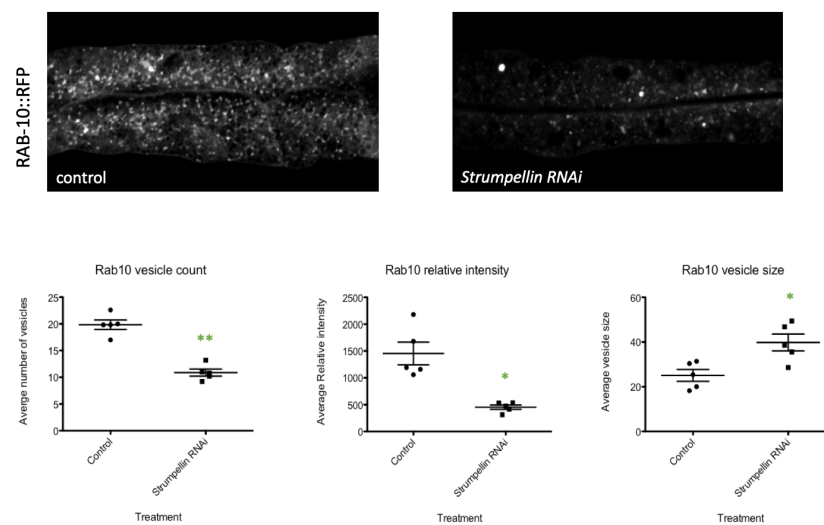 RAB-10::RFP
control
Strumpellin RNAi
Rab10 vesicle count
Averge number of vesicles
25
20
15
10
5
0
**
Control
Strumpellin RNAi
Treatment
Rab10 relative intensity
Average Relative intensity
2500
2000
1500
1000
500
0
*
Control
Strumpellin RNAi
Treatment
Rab10 vesicle size
Average vesicle size
60
40
20
0
*
Control
Strumpellin RNAi
Treatment